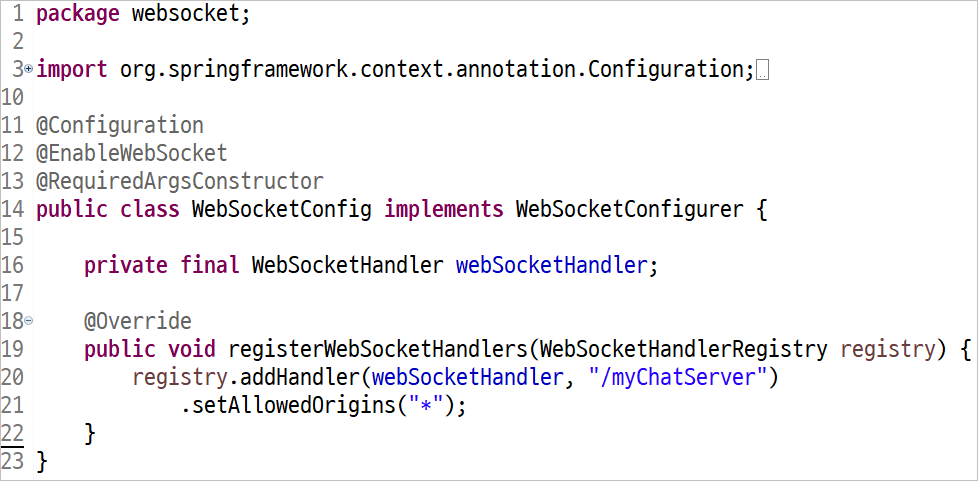 1 package websocket;
2
3 import org.springframework.context.annotation.Configuration;
10
11 @Configuration
12 @EnableWebSocket
13 @RequiredArgsConstructor
14 public class WebSocketConfig implements WebSocketConfigurer {
15
16     private final WebSocketHandler webSocketHandler;
17
18     @Override
19     public void registerWebSocketHandlers(WebSocketHandlerRegistry registry) {
20         registry.addHandler(webSocketHandler, "/myChatServer")
21             .setAllowedOrigins("*");
22     }
23 }